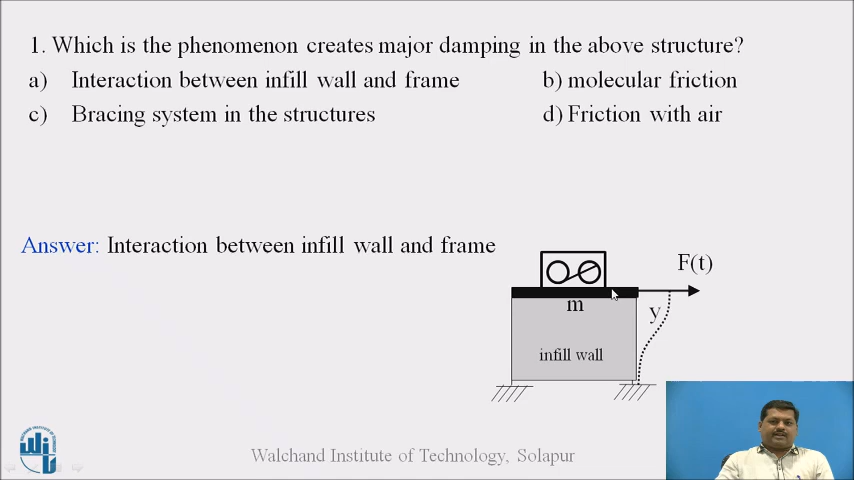 1. Which is the phenomenon creates major damping in the above structure?
a) Interaction between infill wall and frame b) molecular friction
c) Bracing system in the structures d) Friction with air
Answer: Interaction between infill wall and frame
F(t)
m
y
infill wall
Walchand Institute of Technology, Solapur